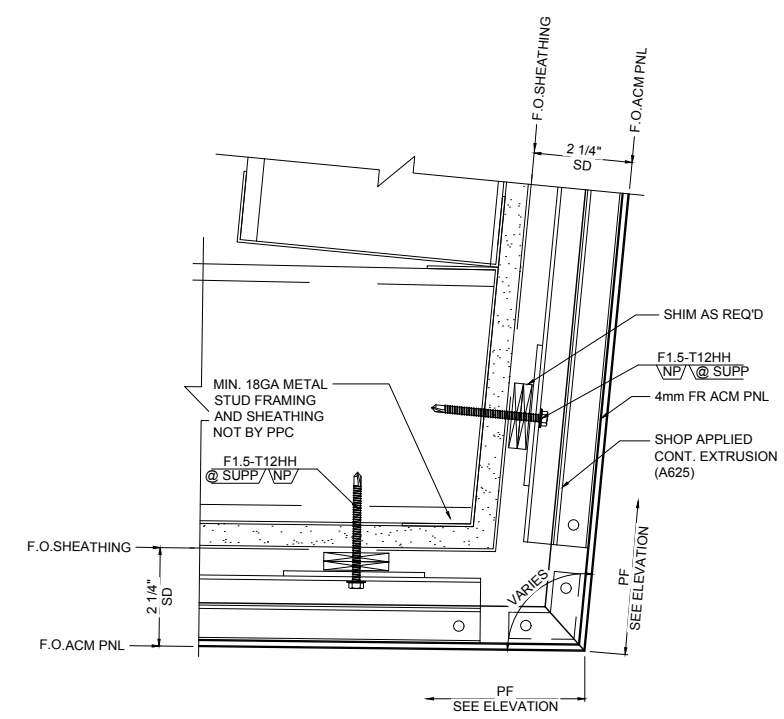 F.O.SHEATHING
F.O.ACM PNL
2 1/4"
SD
SHIM AS REQ'D
F1.5-T12HH
NP @ SUPP
4mm FR ACM PNL
SHOP APPLIED
CONT. EXTRUSION
(A625)
MIN. 18GA METAL
STUD FRAMING
AND SHEATHING
NOT BY PPC
F1.5-T12HH
@ SUPP NP
F.O.SHEATHING
2 1/4"
SD
F.O.ACM PNL
VARIES
PF
SEE ELEVATION
PF
SEE ELEVATION